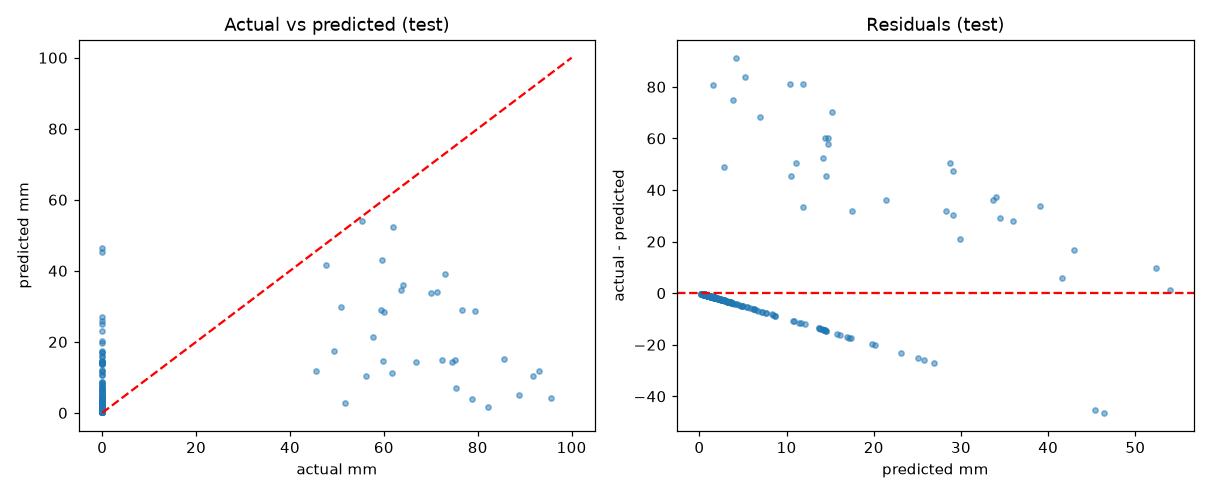 Actual vs predicted (test)
100
80
60
40
20
0
predicted mm
0 20 40 60 80 100
actual mm
Residuals (test)
80
60
40
20
0
−20
−40
actual - predicted
0 10 20 30 40 50
predicted mm